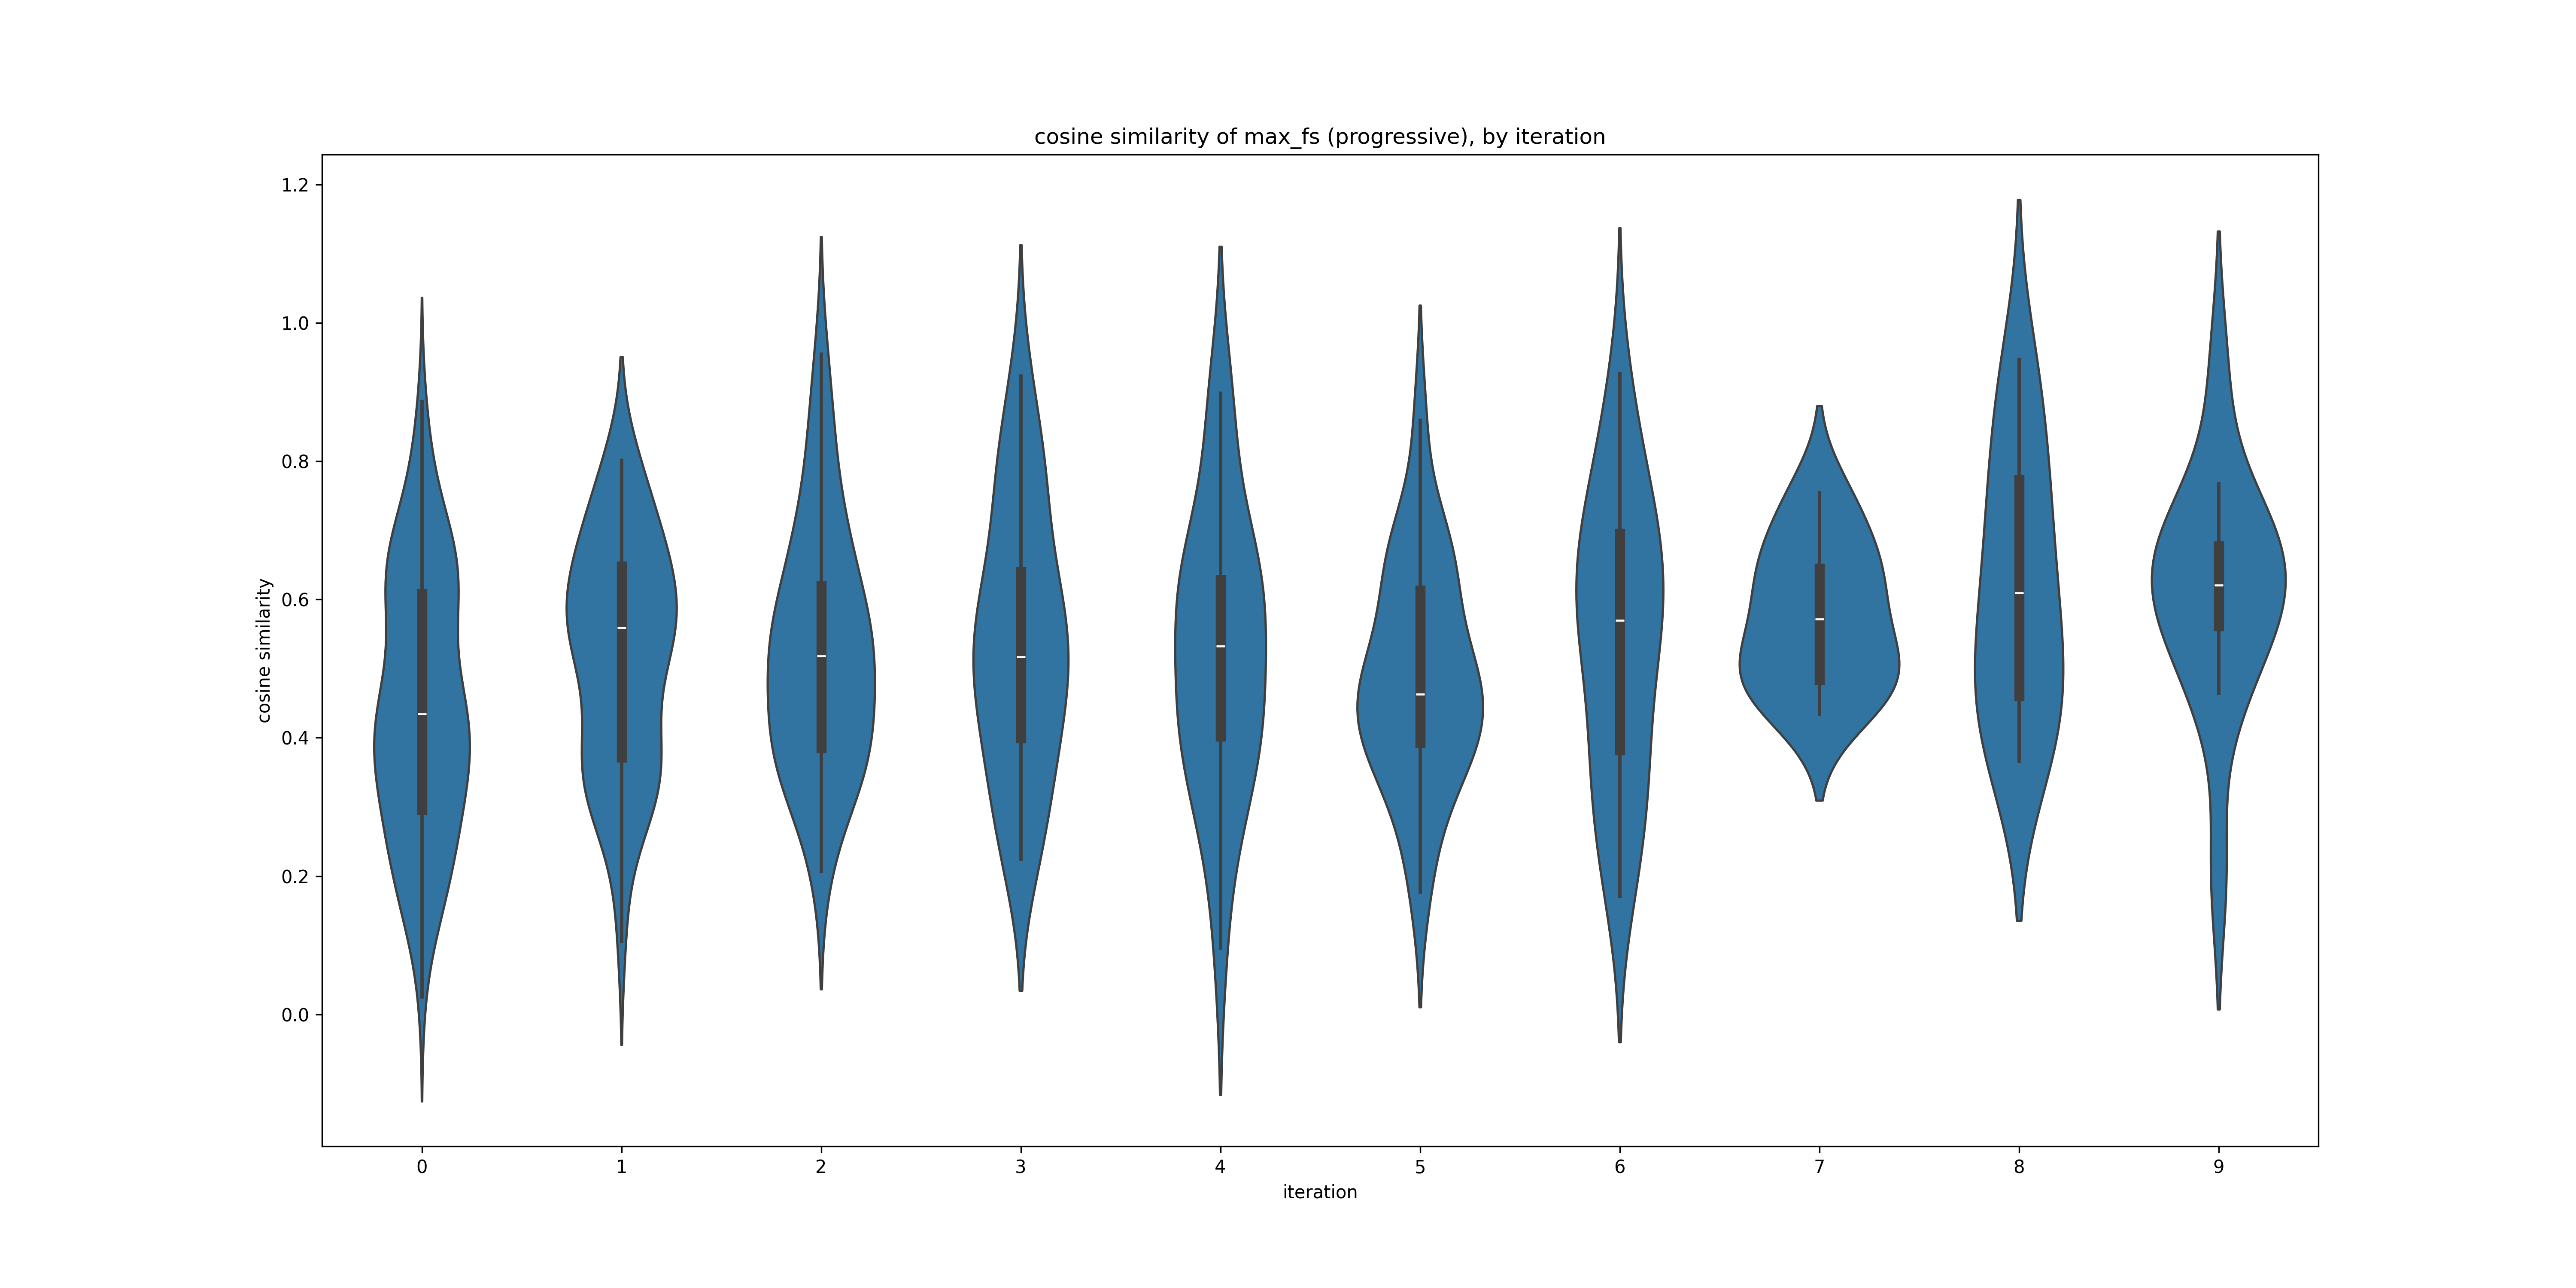 cosine similarity of max_fs (progressive), by iteration
1.2
1.0
0.8
0.6
0.4
0.2
0.0
cosine similarity
0 1 2 3 4 5 6 7 8 9
iteration